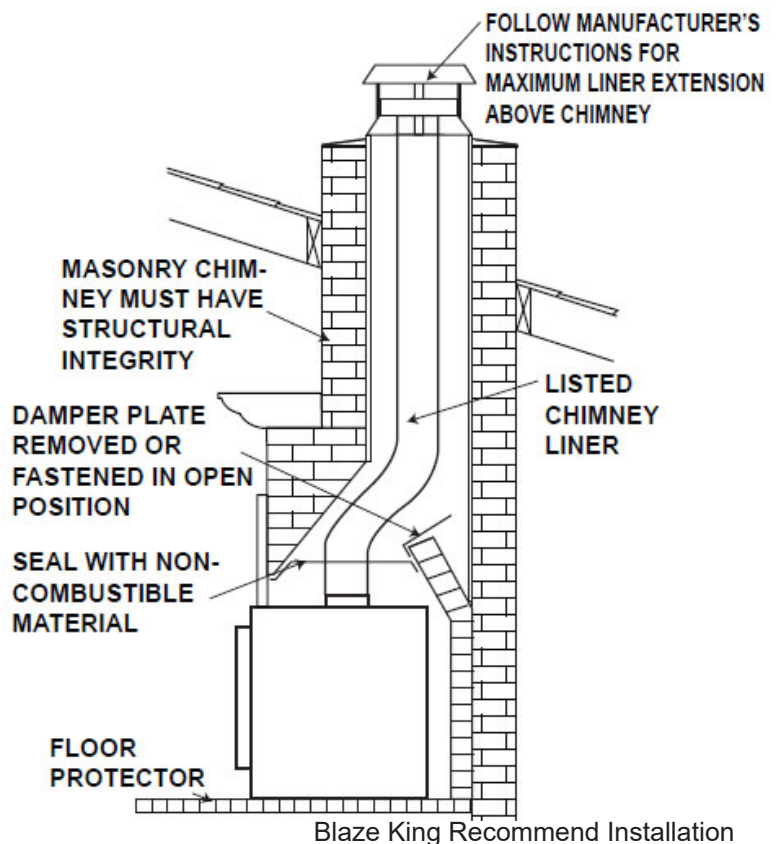 FOLLOW MANUFACTURER'S
INSTRUCTIONS FOR
MAXIMUM LINER EXTENSION
ABOVE CHIMNEY
MASONRY CHIM-
NEY MUST HAVE
STRUCTURAL
INTEGRITY
LISTED
CHIMNEY
LINER
DAMPER PLATE
REMOVED OR
FASTENED IN OPEN
POSITION
SEAL WITH NON-
COMBUSTIBLE
MATERIAL
FLOOR
PROTECTOR
Blaze King Recommend Installation